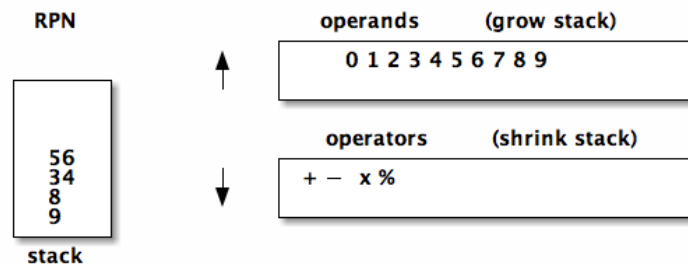 RPN
operands (grow stack)
0 1 2 3 4 5 6 7 8 9
operators (shrink stack)
+ − x %
56
34
8
9
stack